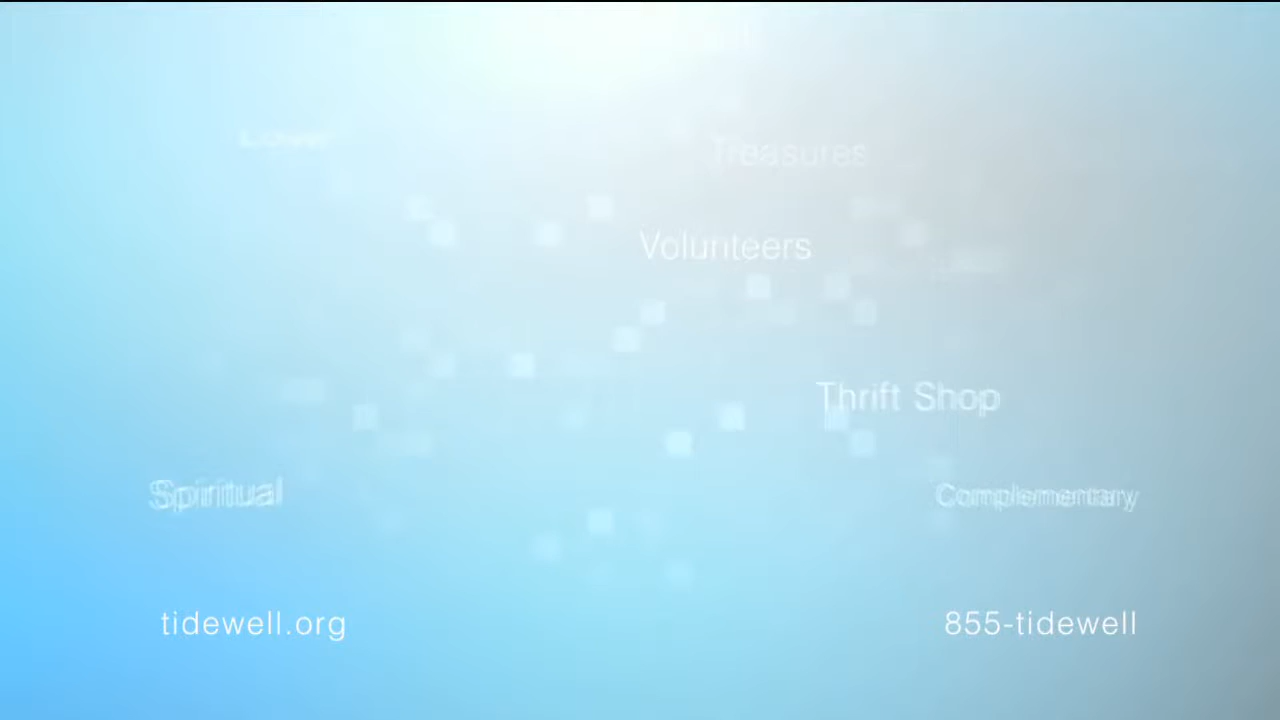 Treasures
Volunteers
Thrift Shop
Spiritual
Complementary
tidewell.org
855-tidewell